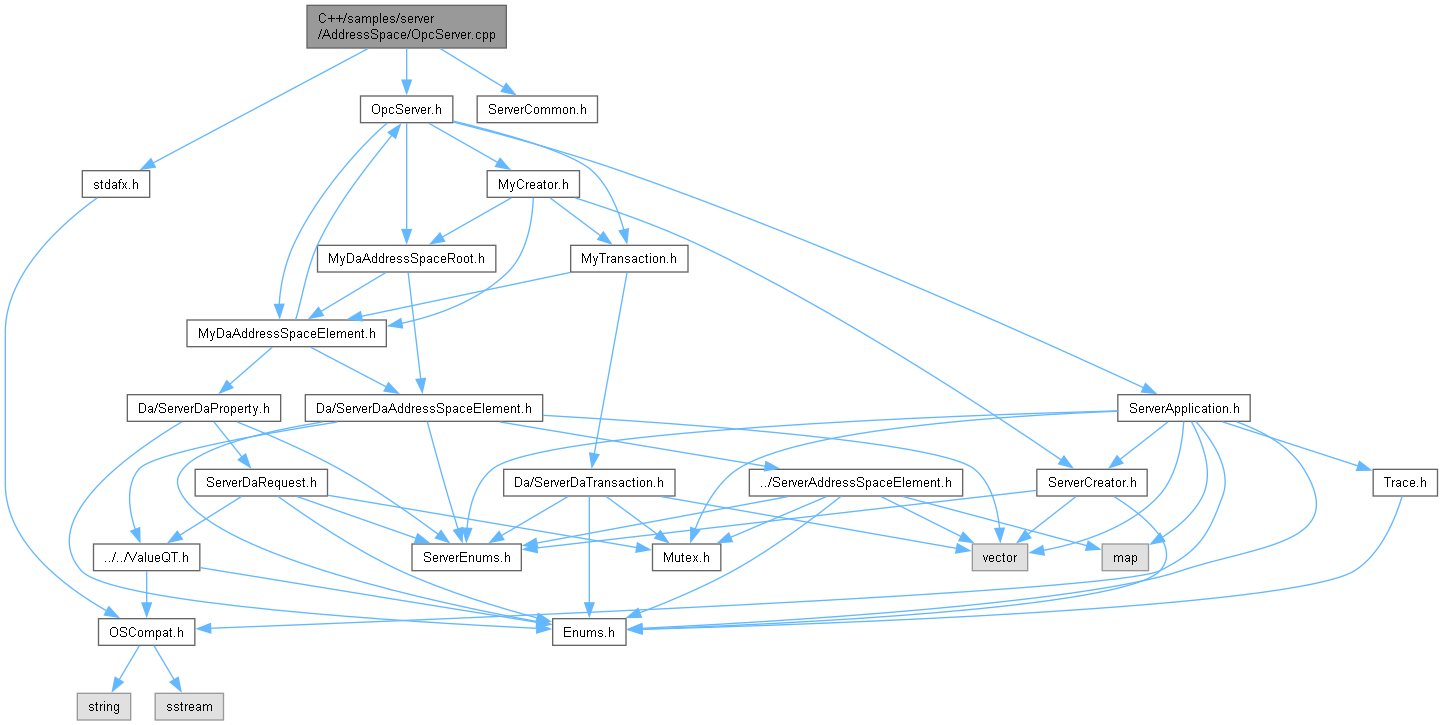 C++/samples/server
/AddressSpace/OpcServer.cpp
OpcServer.h
ServerCommon.h
stdafx.h
MyCreator.h
MyDaAddressSpaceRoot.h
MyTransaction.h
MyDaAddressSpaceElement.h
Da/ServerDaProperty.h
Da/ServerDaAddressSpaceElement.h
ServerApplication.h
ServerDaRequest.h
Da/ServerDaTransaction.h
../ServerAddressSpaceElement.h
ServerCreator.h
Trace.h
../../ValueQT.h
ServerEnums.h
Mutex.h
vector
map
OSCompat.h
Enums.h
string
sstream